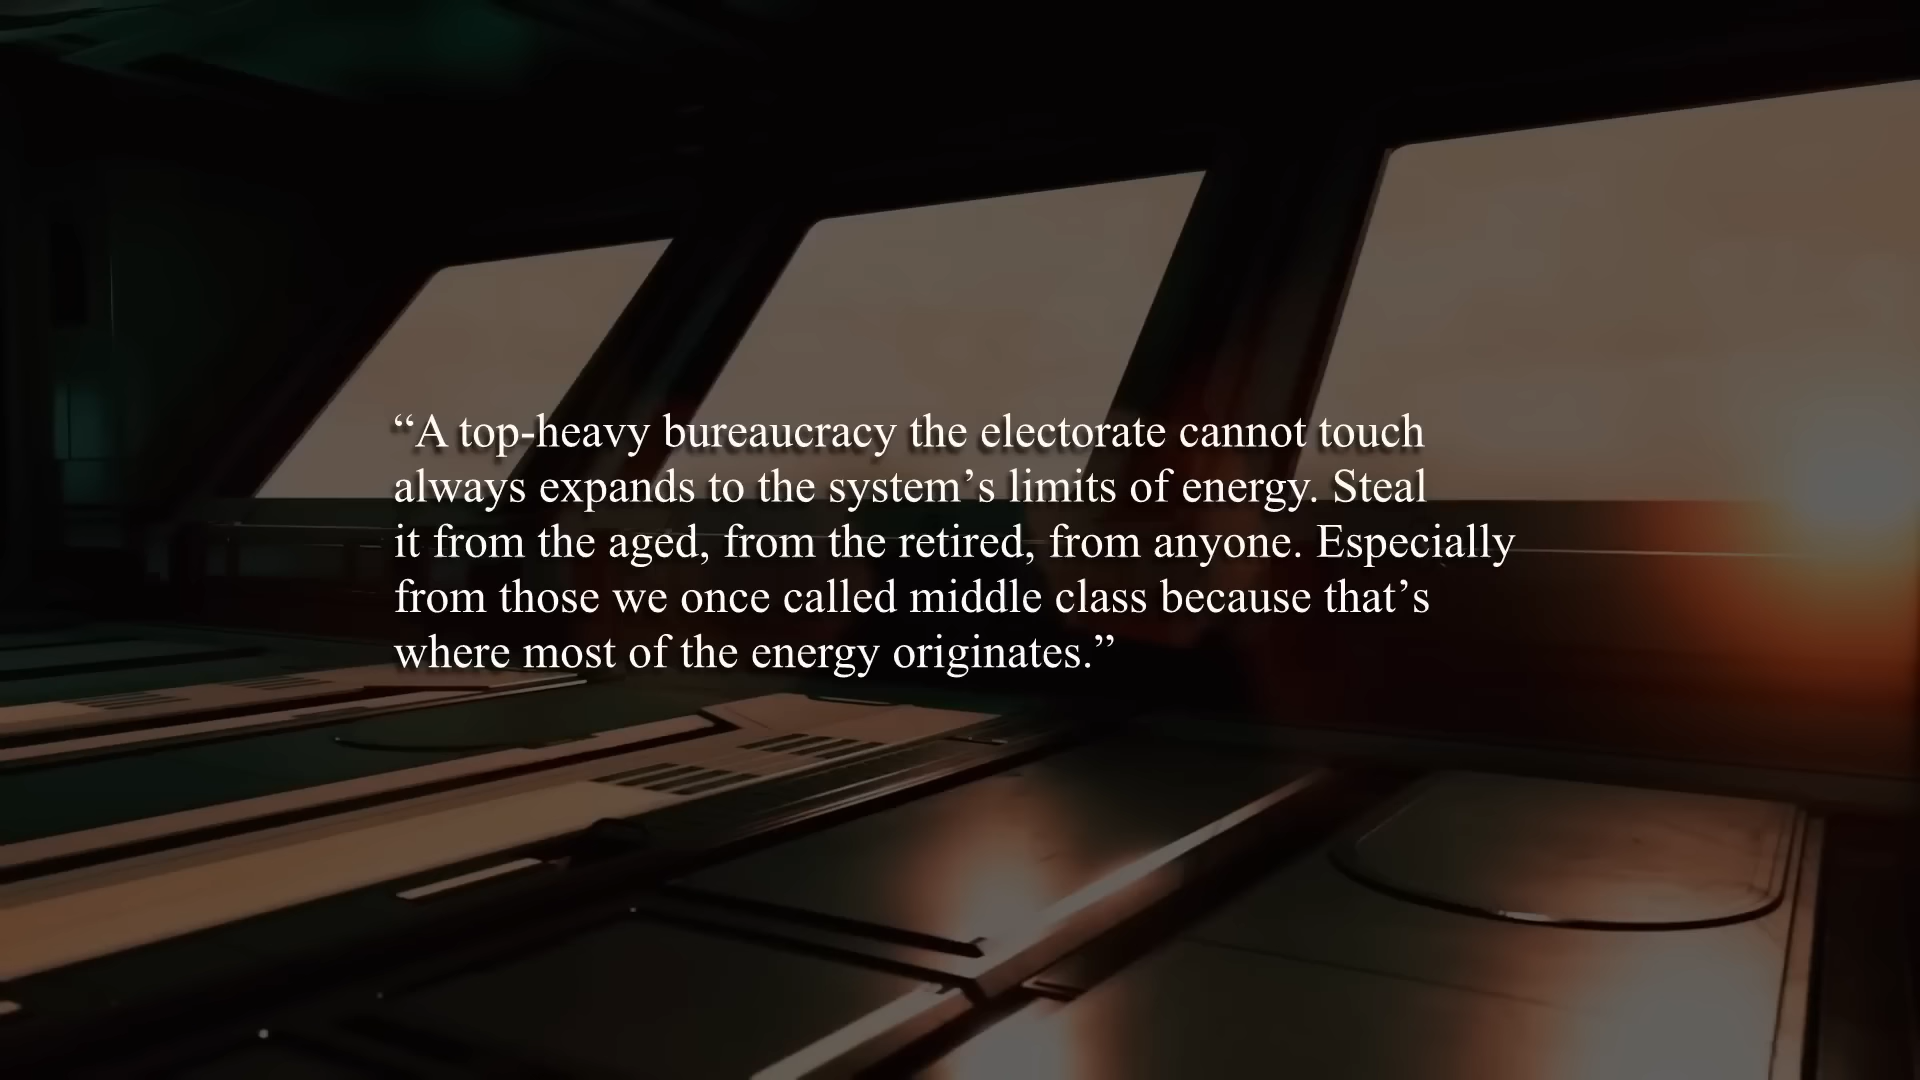 “A top-heavy bureaucracy the electorate cannot touch
always expands to the system’s limits of energy. Steal
it from the aged, from the retired, from anyone. Especially
from those we once called middle class because that’s
where most of the energy originates.”